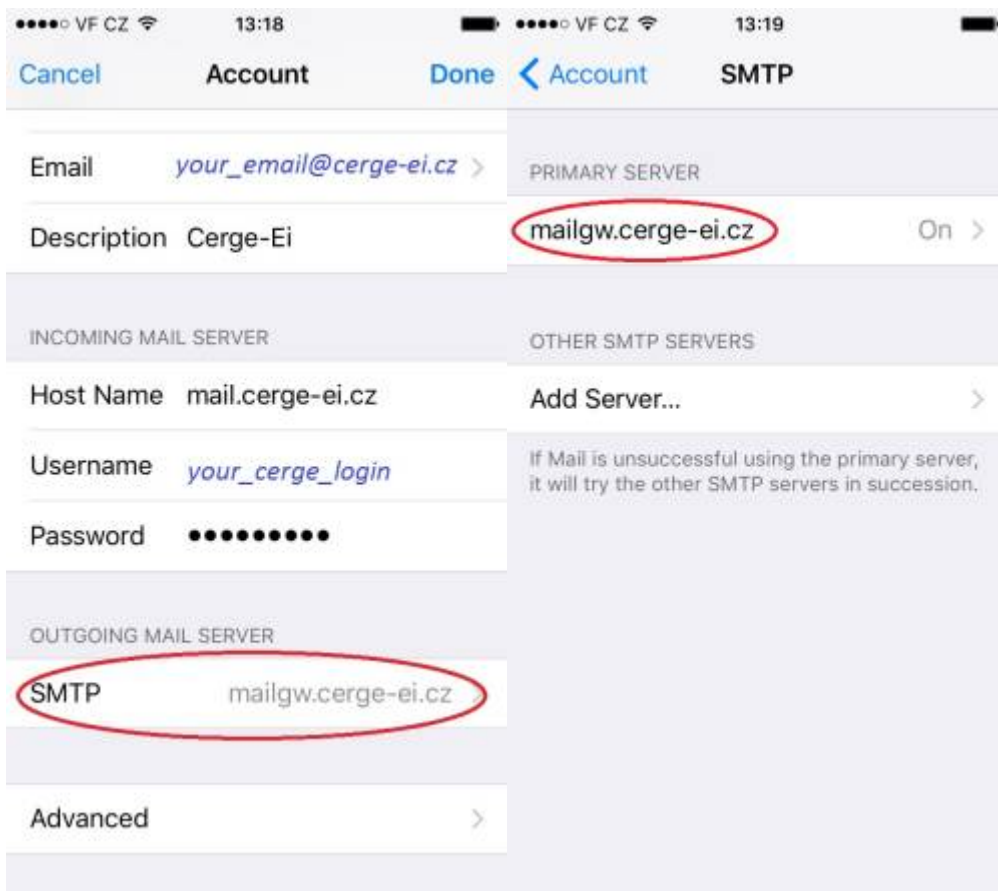 VF CZ 13:18
Cancel Account Done
Email your_email@cerge-ei.cz
Description Cerge-Ei
INCOMING MAIL SERVER
Host Name mail.cerge-ei.cz
Username your_cerge_login
Password •••••••••
OUTGOING MAIL SERVER
SMTP mailgw.cerge-ei.cz
Advanced
VF CZ 13:19
Account SMTP
PRIMARY SERVER
mailgw.cerge-ei.cz On
OTHER SMTP SERVERS
Add Server...
If Mail is unsuccessful using the primary server,
it will try the other SMTP servers in succession.